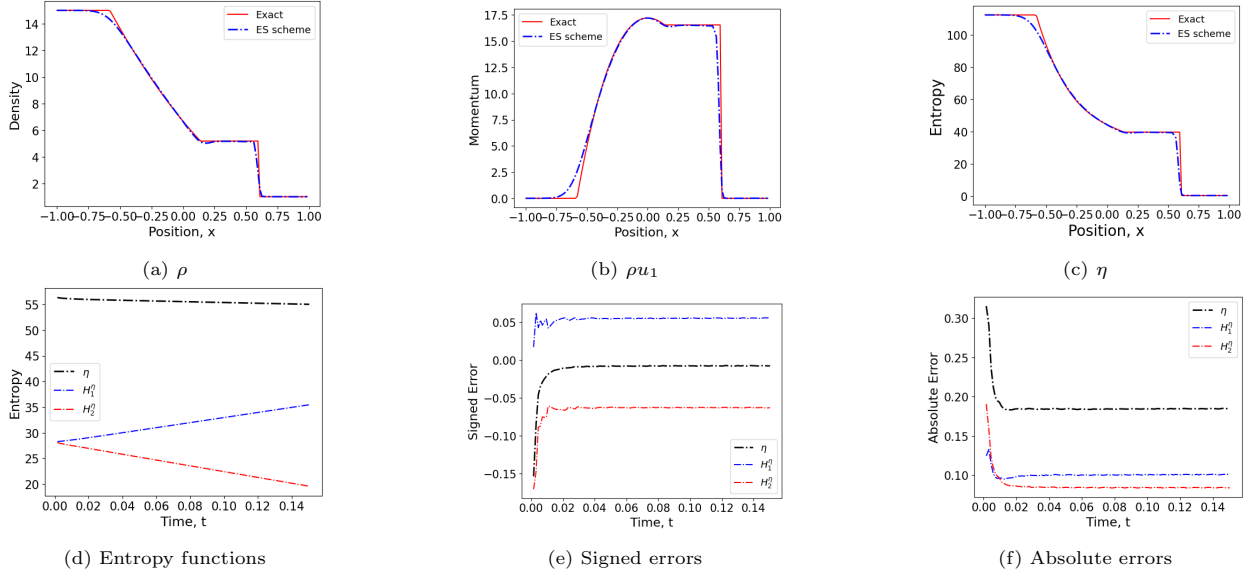 Density
14
12
10
8
6
4
2
Exact
ES scheme
−1.00 −0.75 −0.50 −0.25 0.00 0.25 0.50 0.75 1.00
Position, x
(a) ρ
Momentum
17.5
15.0
12.5
10.0
7.5
5.0
2.5
0.0
Exact
ES scheme
−1.00 −0.75 −0.50 −0.25 0.00 0.25 0.50 0.75 1.00
Position, x
(b) ρu₁
Entropy
100
80
60
40
20
0
Exact
ES scheme
−1.00 −0.75 −0.50 −0.25 0.00 0.25 0.50 0.75 1.00
Position, x
(c) η
Entropy
55
50
45
40
35
30
25
20
η
H₁^η
H₂^η
0.00 0.02 0.04 0.06 0.08 0.10 0.12 0.14
Time, t
(d) Entropy functions
Signed Error
0.05
0.00
−0.05
−0.10
−0.15
η
H₁^η
H₂^η
0.00 0.02 0.04 0.06 0.08 0.10 0.12 0.14
Time, t
(e) Signed errors
Absolute Error
0.30
0.25
0.20
0.15
0.10
η
H₁^η
H₂^η
0.00 0.02 0.04 0.06 0.08 0.10 0.12 0.14
Time, t
(f) Absolute errors